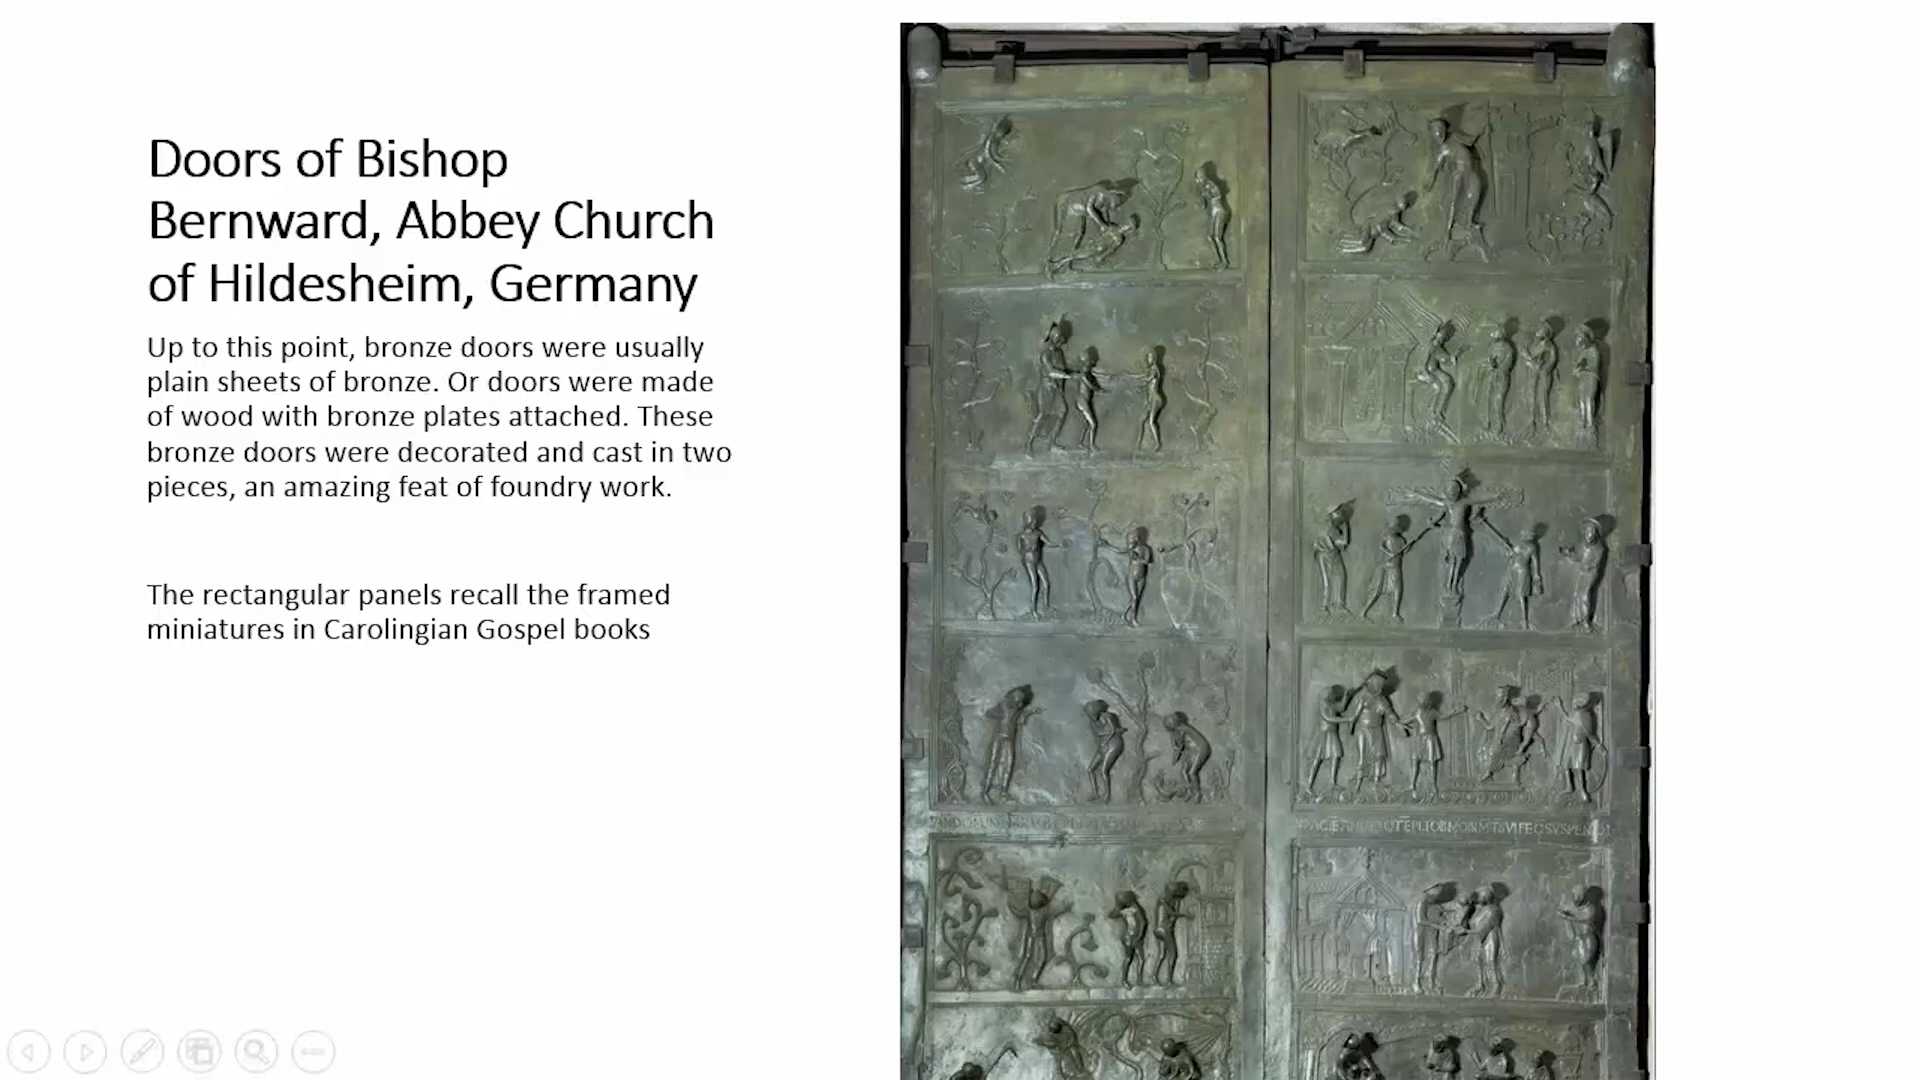 Doors of Bishop
Bernward, Abbey Church
of Hildesheim, Germany
Up to this point, bronze doors were usually
plain sheets of bronze. Or doors were made
of wood with bronze plates attached. These
bronze doors were decorated and cast in two
pieces, an amazing feat of foundry work.
The rectangular panels recall the framed
miniatures in Carolingian Gospel books